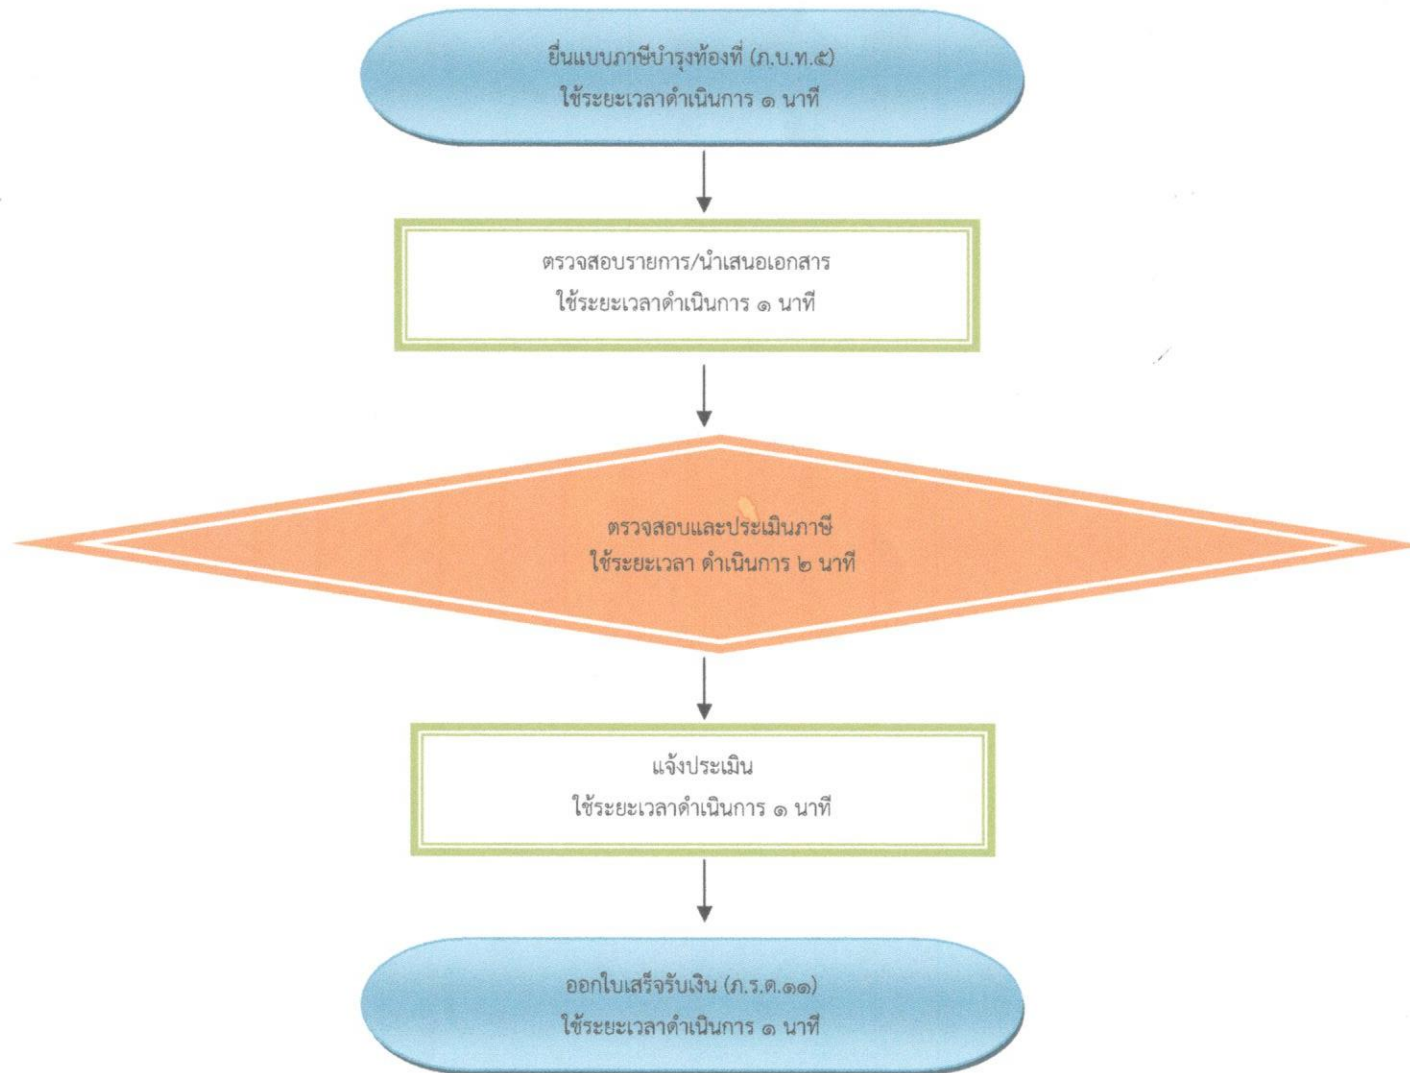 ยื่นแบบภาษีบำรุงท้องที่ (ภ.บ.ท.๕)
ใช้ระยะเวลาดำเนินการ ๑ นาที
ตรวจสอบรายการ/นำเสนอเอกสาร
ใช้ระยะเวลาดำเนินการ ๑ นาที
ตรวจสอบและประเมินภาษี
ใช้ระยะเวลา ดำเนินการ ๒ นาที
แจ้งประเมิน
ใช้ระยะเวลาดำเนินการ ๑ นาที
ออกใบเสร็จรับเงิน (ภ.ร.ด.๑๑)
ใช้ระยะเวลาดำเนินการ ๑ นาที